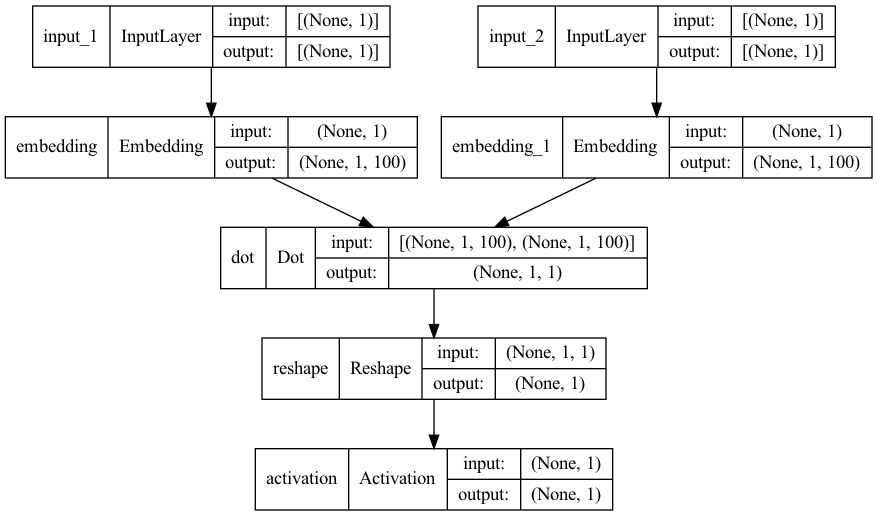 input_1 InputLayer input: [(None, 1)]
output: [(None, 1)]
input_2 InputLayer input: [(None, 1)]
output: [(None, 1)]
embedding Embedding input: (None, 1)
output: (None, 1, 100)
embedding_1 Embedding input: (None, 1)
output: (None, 1, 100)
dot Dot input: [(None, 1, 100), (None, 1, 100)]
output: (None, 1, 1)
reshape Reshape input: (None, 1, 1)
output: (None, 1)
activation Activation input: (None, 1)
output: (None, 1)